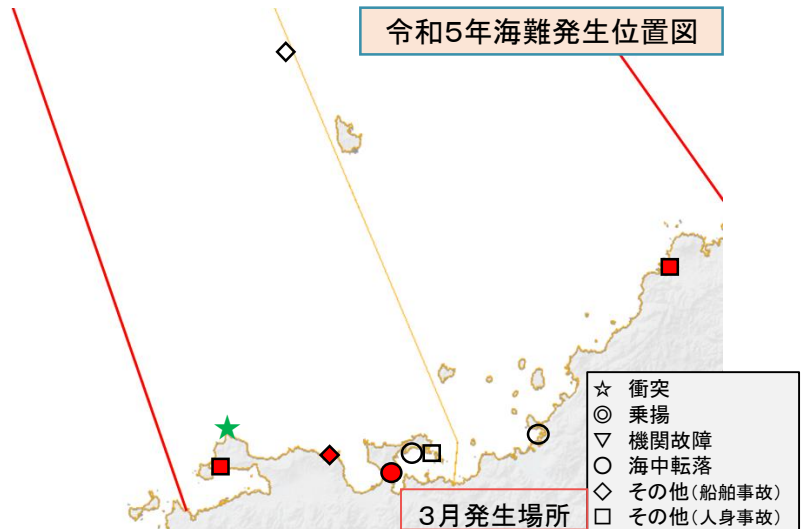 令和5年海難発生位置図
☆ 衝突
◎ 乗揚
▽ 機関故障
○ 海中転落
◇ その他(船舶事故)
□ その他(人身事故)
3月発生場所